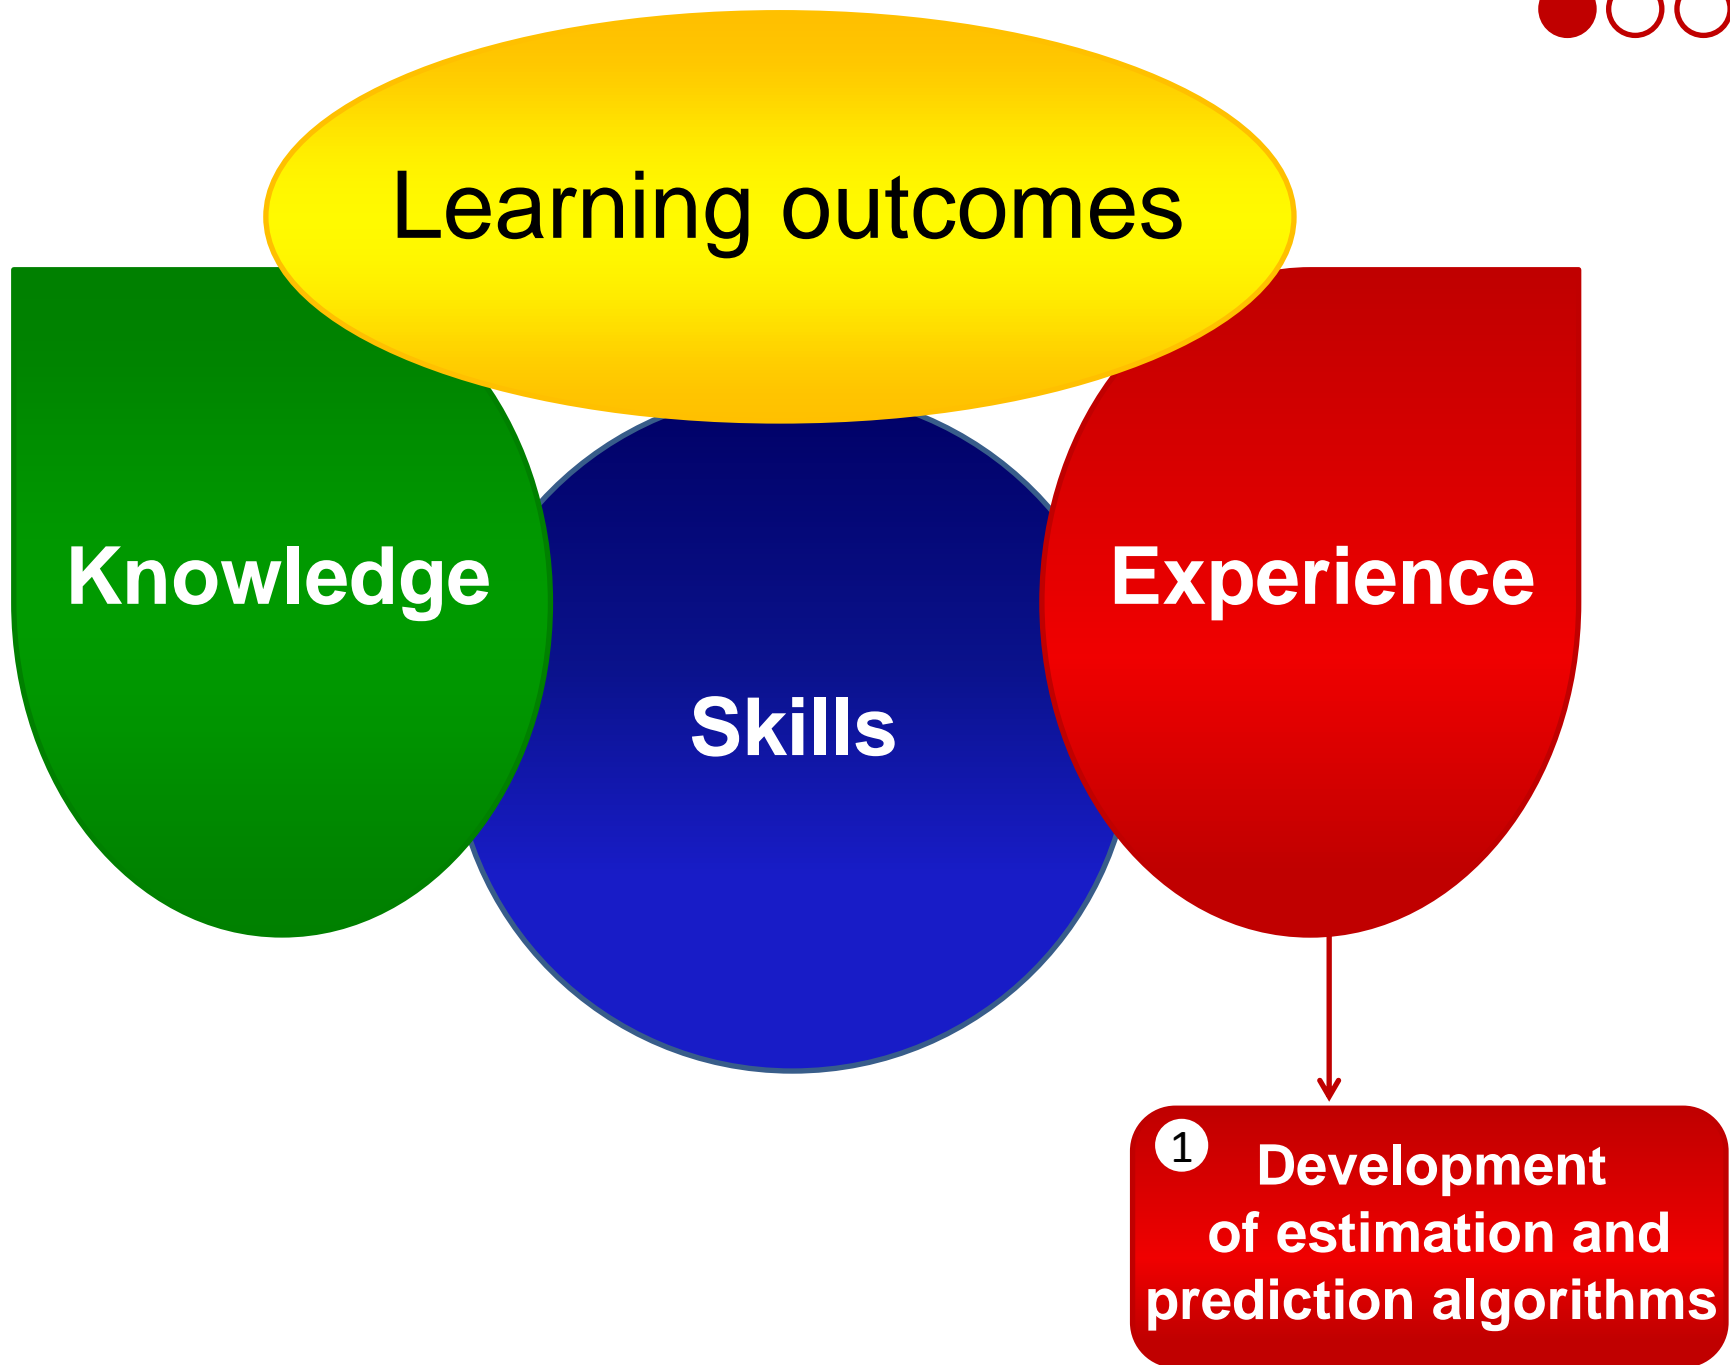 Learning outcomes
Knowledge
Experience
Skills
1
Development
of estimation and
prediction algorithms